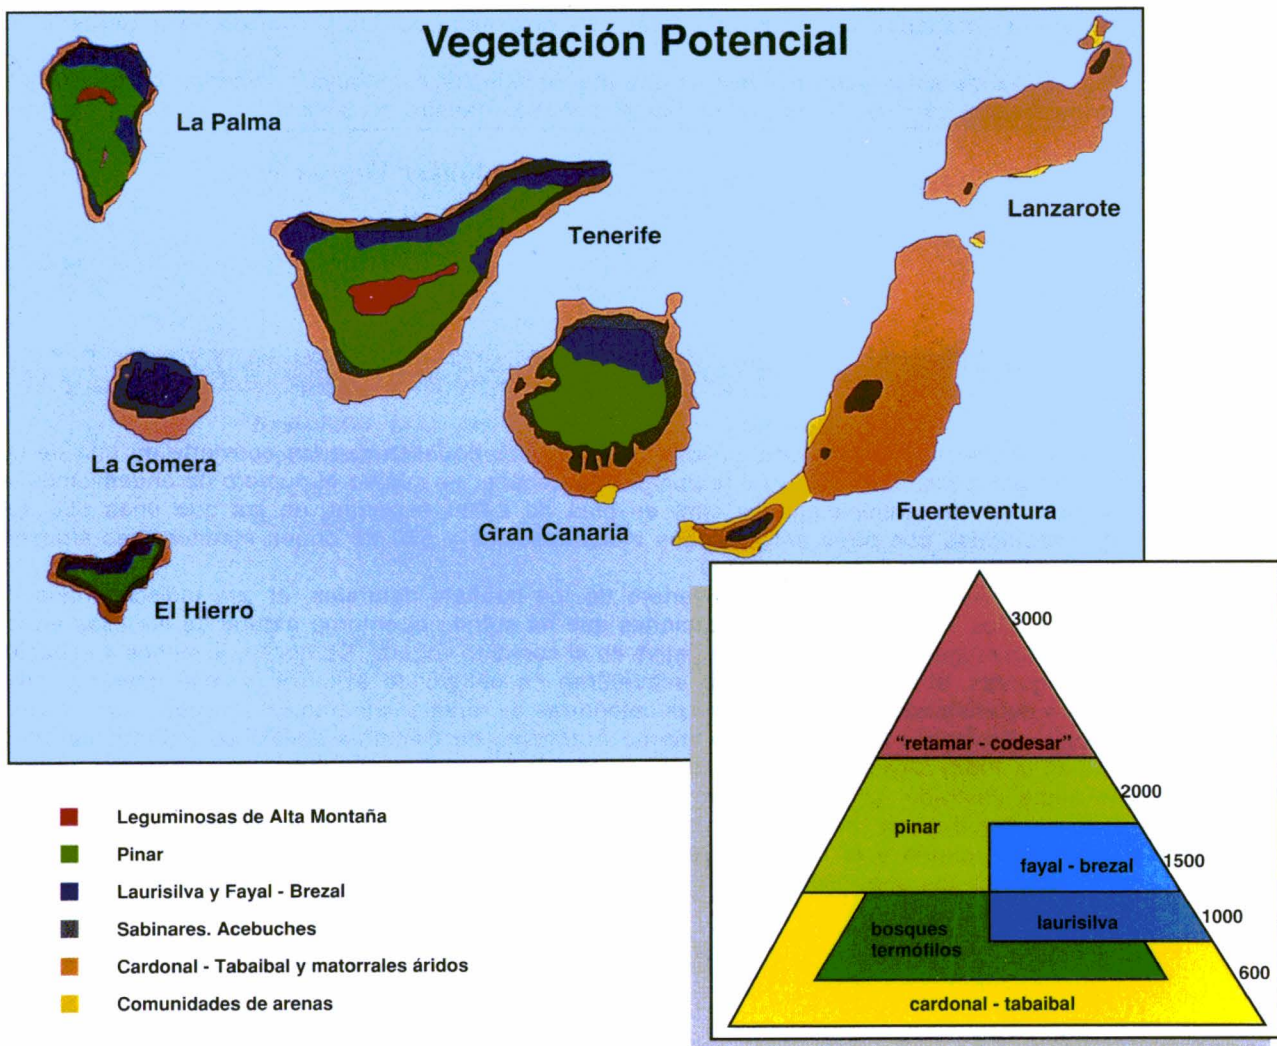 Vegetación Potencial
La Palma
Tenerife
Lanzarote
La Gomera
Gran Canaria
Fuerteventura
El Hierro
Leguminosas de Alta Montaña
Pinar
Laurisilva y Fayal - Brezal
Sabinares. Acebuches
Cardonal - Tabaibal y matorrales áridos
Comunidades de arenas
3000
“retamar - codesar”
2000
pinar
fayal - brezal
1500
laurisilva
1000
bosques
termófilos
600
cardonal - tabaibal